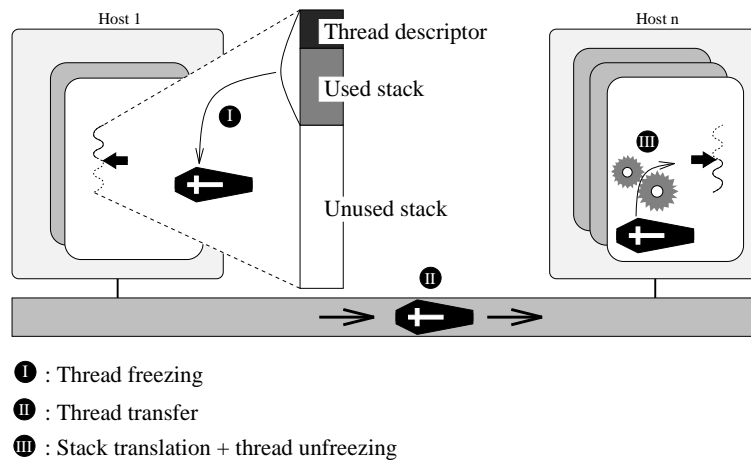 Host 1
Host n
Thread descriptor
Used stack
I
III
Unused stack
II
I : Thread freezing
II : Thread transfer
III : Stack translation + thread unfreezing